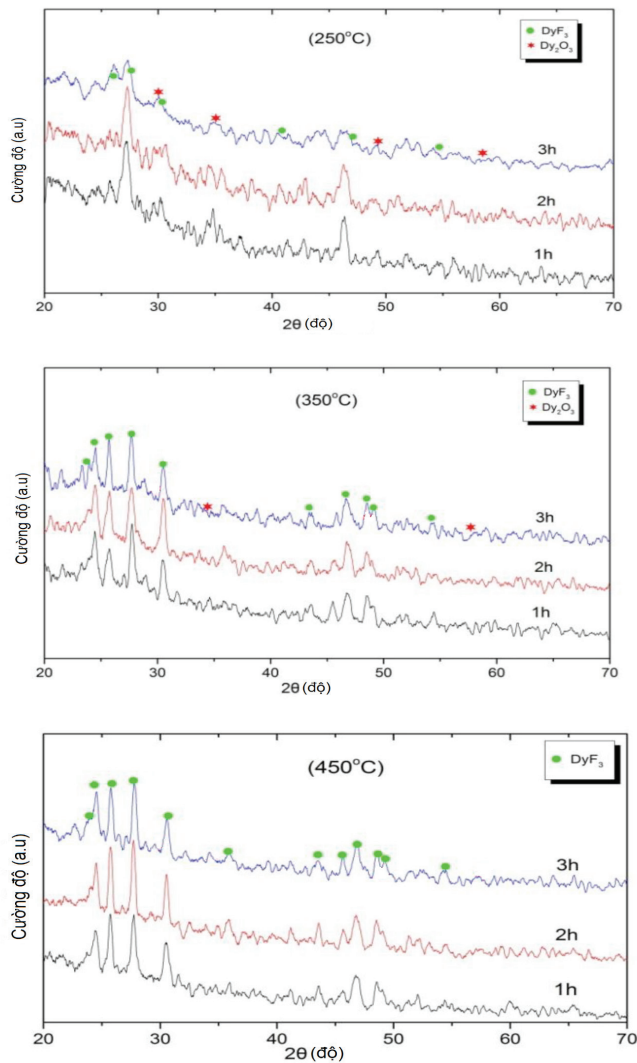 (250°C)
DyF₃
Dy₂O₃
Cường độ (a.u)
3h
2h
1h
20 30 40 50 60 70
2θ (độ)
(350°C)
DyF₃
Dy₂O₃
Cường độ (a.u)
3h
2h
1h
20 30 40 50 60 70
2θ (độ)
(450°C)
DyF₃
Cường độ (a.u)
3h
2h
1h
20 30 40 50 60 70
2θ (độ)